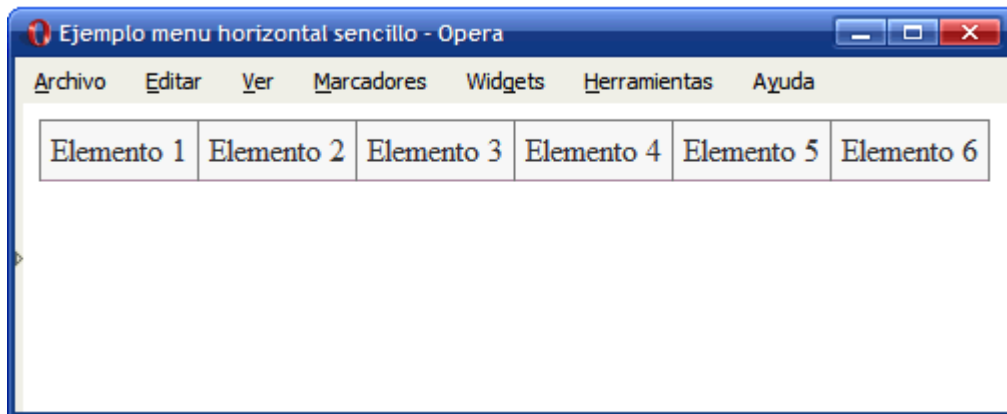 Ejemplo menu horizontal sencillo - Opera
Archivo Editar Ver Marcadores Widgets Herramientas Ayuda
Elemento 1 Elemento 2 Elemento 3 Elemento 4 Elemento 5 Elemento 6